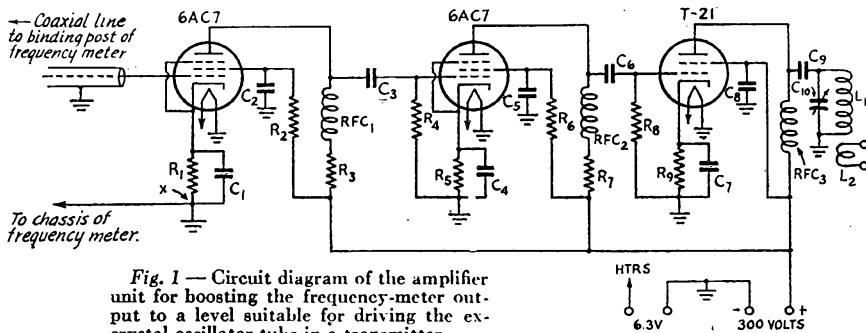 Coaxial line
to binding post of
frequency meter
6AC7
6AC7
T-21
C2
R2
RFC1
C3
R4
C5
R6
C6
RFC2
R8
C8
C9
C10
L1
L2
RFC3
R1
C1
R3
R5
C4
R7
R9
C7
X
To chassis of
frequency meter.
Fig. 1 — Circuit diagram of the amplifier
unit for boosting the frequency-meter out-
put to a level suitable for driving the ex-
HTRS
6.3V
- 300 VOLTS +